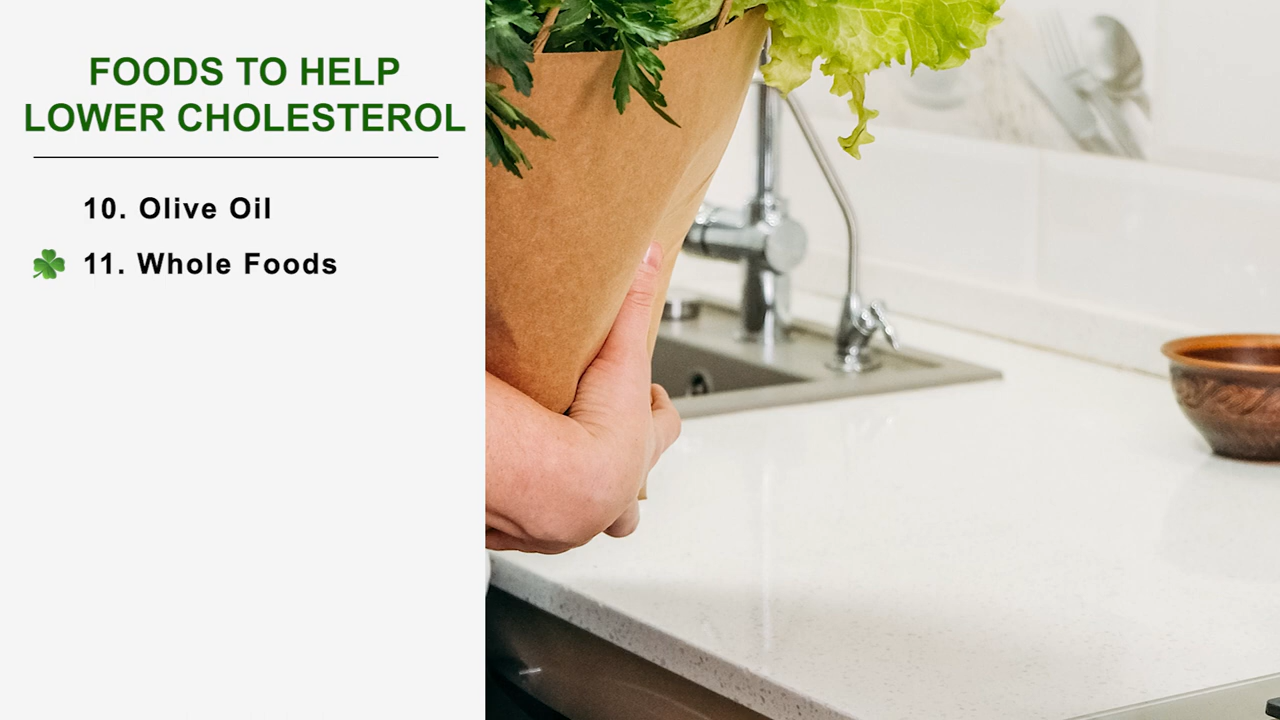 FOODS TO HELP
LOWER CHOLESTEROL
10. Olive Oil
11. Whole Foods